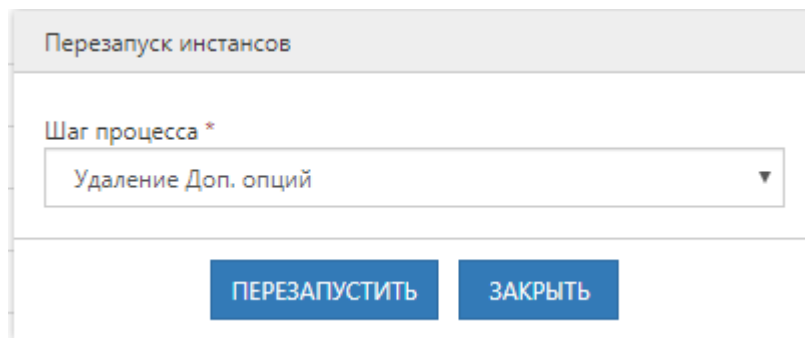 Перезапуск инстансов
Шаг процесса *
Удаление Доп. опций
ПЕРЕЗАПУСТИТЬ ЗАКРЫТЬ